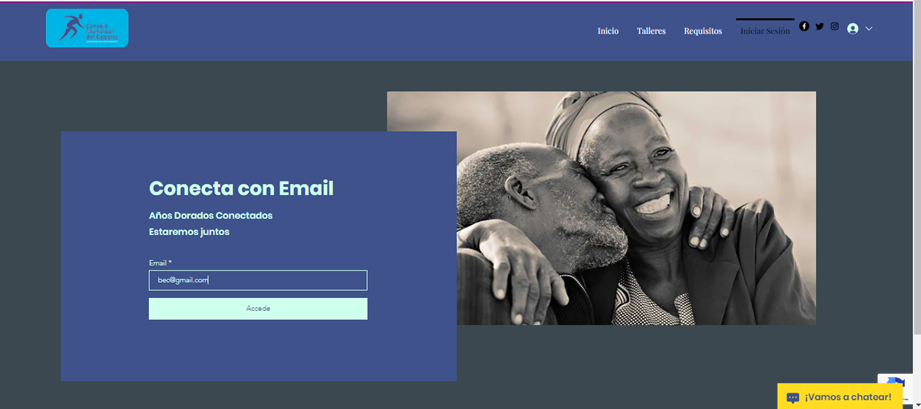 Inicio
Talleres
Requisitos
Iniciar Sesión
Conecta con Email
Años Dorados Conectados
Estaremos juntos
Email *
bec@gmail.com
Accede
¡Vamos a chatear!